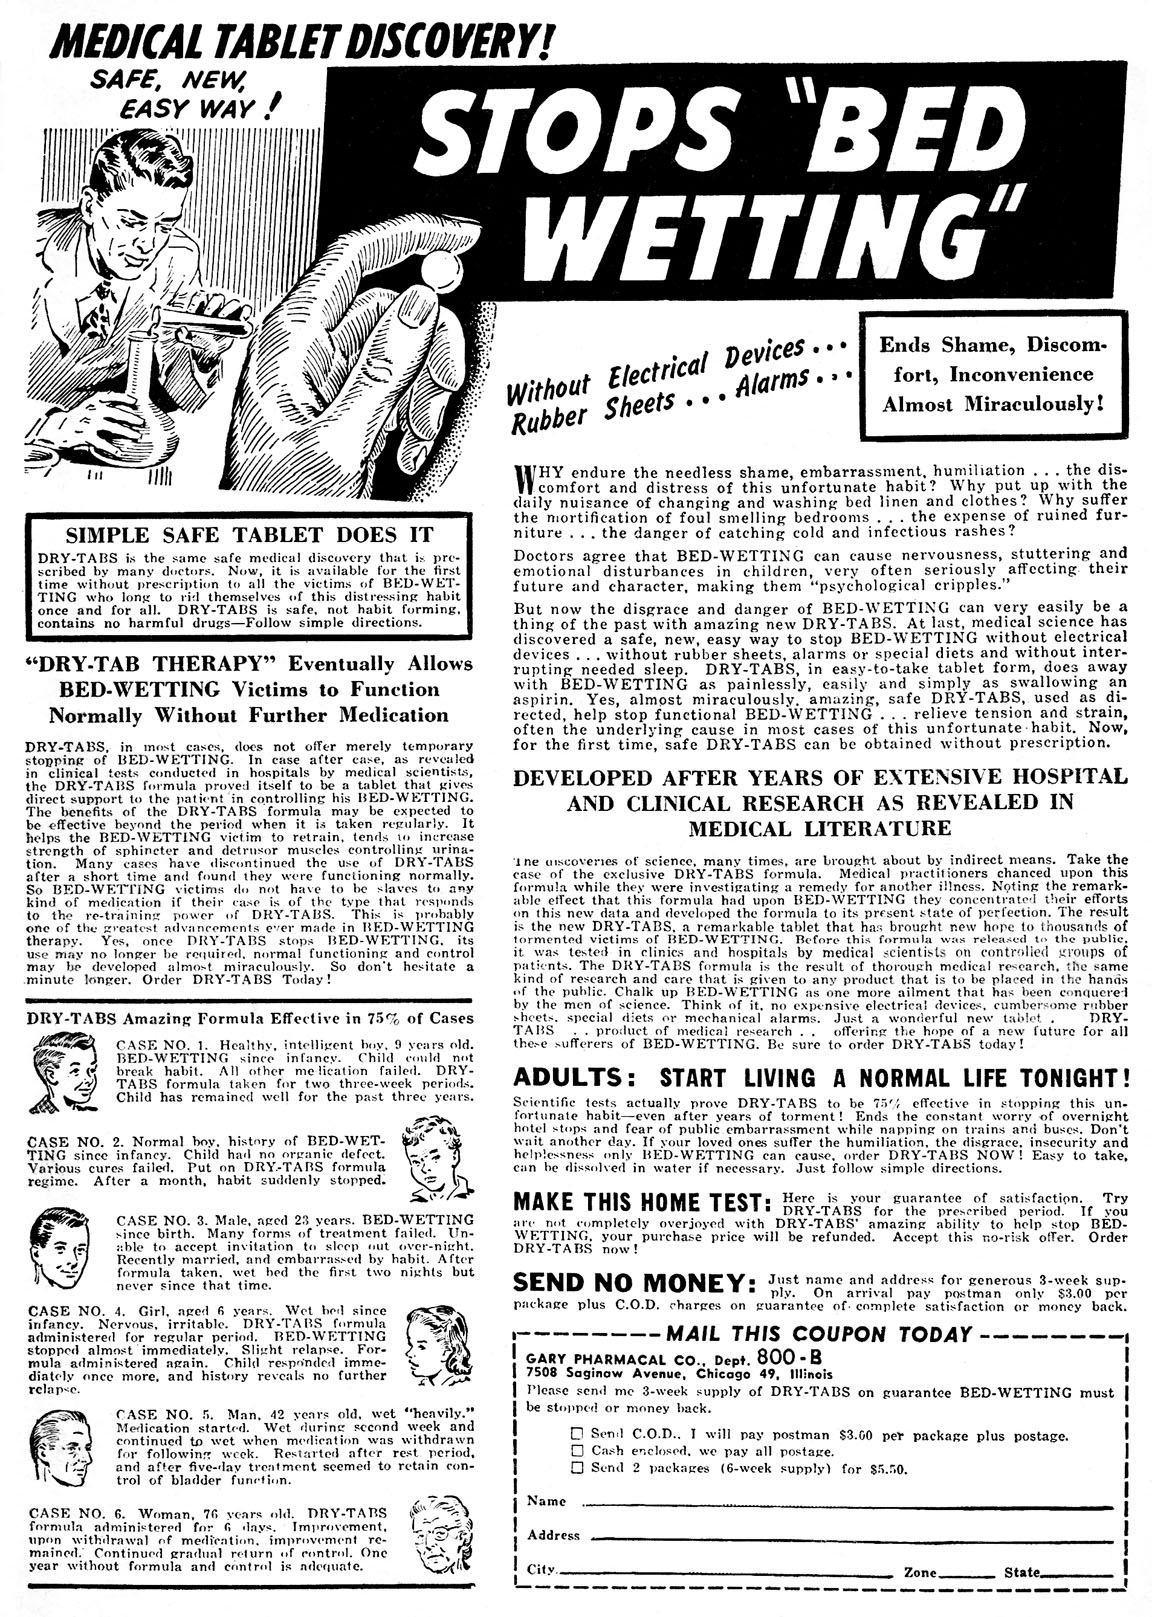 MEDICAL TABLET DISCOVERY!
SAFE, NEW,
EASY WAY!
STOPS "BED
WETTING"
Without Electrical Devices . . .
Rubber Sheets . . . Alarms . . .
Ends Shame, Discom-
fort, Inconvenience
Almost Miraculously!
SIMPLE SAFE TABLET DOES IT
DRY-TABS is the same safe medical discovery that is pre-
scribed by many doctors. Now, it is available for the first
time without prescription to all the victims of BED-WET-
TING who long to rid themselves of this distressing habit
once and for all. DRY-TABS is safe, not habit forming,
contains no harmful drugs—Follow simple directions.
"DRY-TAB THERAPY" Eventually Allows
BED-WETTING Victims to Function
Normally Without Further Medication
DRY-TABS, in most cases, does not offer merely temporary
stopping of BED-WETTING. In case after case, as revealed
in clinical tests conducted in hospitals by medical scientists,
the DRY-TABS formula proved itself to be a tablet that gives
direct support to the patient in controlling his BED-WETTING.
The benefits of the DRY-TABS formula may be expected to
be effective beyond the period when it is taken regularly. It
helps the BED-WETTING victim to retrain, tends to increase
strength of sphincter and detrusor muscles controlling urina-
tion. Many cases have discontinued the use of DRY-TABS
after a short time and found they were functioning normally.
So BED-WETTING victims do not have to be slaves to any
kind of medication if their case is of the type that responds
to the re-training power of DRY-TABS. This is probably
one of the greatest advancements ever made in BED-WETTING
therapy. Yes, once DRY-TABS stops BED-WETTING, its
use may no longer be required, normal functioning and control
may be developed almost miraculously. So don't hesitate a
minute longer. Order DRY-TABS Today!
DRY-TABS Amazing Formula Effective in 75% of Cases
CASE NO. 1. Healthy, intelligent boy, 9 years old.
BED-WETTING since infancy. Child could not
break habit. All other medication failed. DRY-
TABS formula taken for two three-week periods.
Child has remained well for the past three years.
CASE NO. 2. Normal boy, history of BED-WET-
TING since infancy. Child had no organic defect.
Various cures failed. Put on DRY-TABS formula
regime. After a month, habit suddenly stopped.
CASE NO. 3. Male, aged 23 years. BED-WETTING
since birth. Many forms of treatment failed. Un-
able to accept invitation to sleep out over-night.
Recently married, and embarrassed by habit. After
formula taken, wet bed the first two nights but
never since that time.
CASE NO. 4. Girl, aged 6 years. Wet bed since
infancy. Nervous, irritable. DRY-TABS formula
administered for regular period. BED-WETTING
stopped almost immediately. Slight relapse. For-
mula administered again. Child responded imme-
diately once more, and history reveals no further
relapse.
CASE NO. 5. Man, 42 years old, wet "heavily."
Medication started. Wet during second week and
continued to wet when medication was withdrawn
for following week. Restarted after rest period,
and after five-day treatment seemed to retain con-
trol of bladder function.
CASE NO. 6. Woman, 76 years old. DRY-TABS
formula administered for 6 days. Improvement,
upon withdrawal of medication, improvement re-
mained. Continued gradual return of control. One
year without formula and control is adequate.
WHY endure the needless shame, embarrassment, humiliation . . . the dis-
comfort and distress of this unfortunate habit? Why put up with the
daily nuisance of changing and washing bed linen and clothes? Why suffer
the mortification of foul smelling bedrooms . . . the expense of ruined fur-
niture . . . the danger of catching cold and infectious rashes?
Doctors agree that BED-WETTING can cause nervousness, stuttering and
emotional disturbances in children, very often seriously affecting their
future and character, making them "psychological cripples."
But now the disgrace and danger of BED-WETTING can very easily be a
thing of the past with amazing new DRY-TABS. At last, medical science has
discovered a safe, new, easy way to stop BED-WETTING without electrical
devices . . . without rubber sheets, alarms or special diets and without inter-
rupting needed sleep. DRY-TABS, in easy-to-take tablet form, does away
with BED-WETTING as painlessly, easily and simply as swallowing an
aspirin. Yes, almost miraculously, amazing, safe DRY-TABS, used as di-
rected, help stop functional BED-WETTING . . . relieve tension and strain,
often the underlying cause in most cases of this unfortunate habit. Now,
for the first time, safe DRY-TABS can be obtained without prescription.
DEVELOPED AFTER YEARS OF EXTENSIVE HOSPITAL
AND CLINICAL RESEARCH AS REVEALED IN
MEDICAL LITERATURE
The discoveries of science, many times, are brought about by indirect means. Take the
case of the exclusive DRY-TABS formula. Medical practitioners chanced upon this
formula while they were investigating a remedy for another illness. Noting the remark-
able effect that this formula had upon BED-WETTING they concentrated their efforts
on this new data and developed the formula to its present state of perfection. The result
is the new DRY-TABS, a remarkable tablet that has brought new hope to thousands of
tormented victims of BED-WETTING. Before this formula was released to the public,
it was tested in clinics and hospitals by medical scientists on controlled groups of
patients. The DRY-TABS formula is the result of thorough medical research, the same
kind of research and care that is given to any product that is to be placed in the hands
of the public. Chalk up BED-WETTING as one more ailment that has been conquered
by the men of science. Think of it, no expensive electrical devices, cumbersome rubber
sheets, special diets or mechanical alarms. Just a wonderful new tablet . DRY-
TABS . . product of medical research . . offering the hope of a new future for all
these sufferers of BED-WETTING. Be sure to order DRY-TABS today!
ADULTS: START LIVING A NORMAL LIFE TONIGHT!
Scientific tests actually prove DRY-TABS to be 75% effective in stopping this un-
fortunate habit—even after years of torment! Ends the constant worry of overnight
hotel stops and fear of public embarrassment while napping on trains and buses. Don't
wait another day. If your loved ones suffer the humiliation, the disgrace, insecurity and
helplessness only BED-WETTING can cause, order DRY-TABS NOW! Easy to take,
can be dissolved in water if necessary. Just follow simple directions.
MAKE THIS HOME TEST: Here is your guarantee of satisfaction. Try
DRY-TABS for the prescribed period. If you
are not completely overjoyed with DRY-TABS' amazing ability to help stop BED-
WETTING, your purchase price will be refunded. Accept this no-risk offer. Order
DRY-TABS now!
SEND NO MONEY: Just name and address for generous 3-week sup-
ply. On arrival pay postman only $3.00 per
package plus C.O.D. charges on guarantee of complete satisfaction or money back.
MAIL THIS COUPON TODAY
GARY PHARMACAL CO., Dept. 800-B
7508 Saginaw Avenue, Chicago 49, Illinois
Please send me 3-week supply of DRY-TABS on guarantee BED-WETTING must
be stopped or money back.
Send C.O.D., I will pay postman $3.00 per package plus postage.
Cash enclosed, we pay all postage.
Send 2 packages (6-week supply) for $5.50.
Name
Address
City Zone State